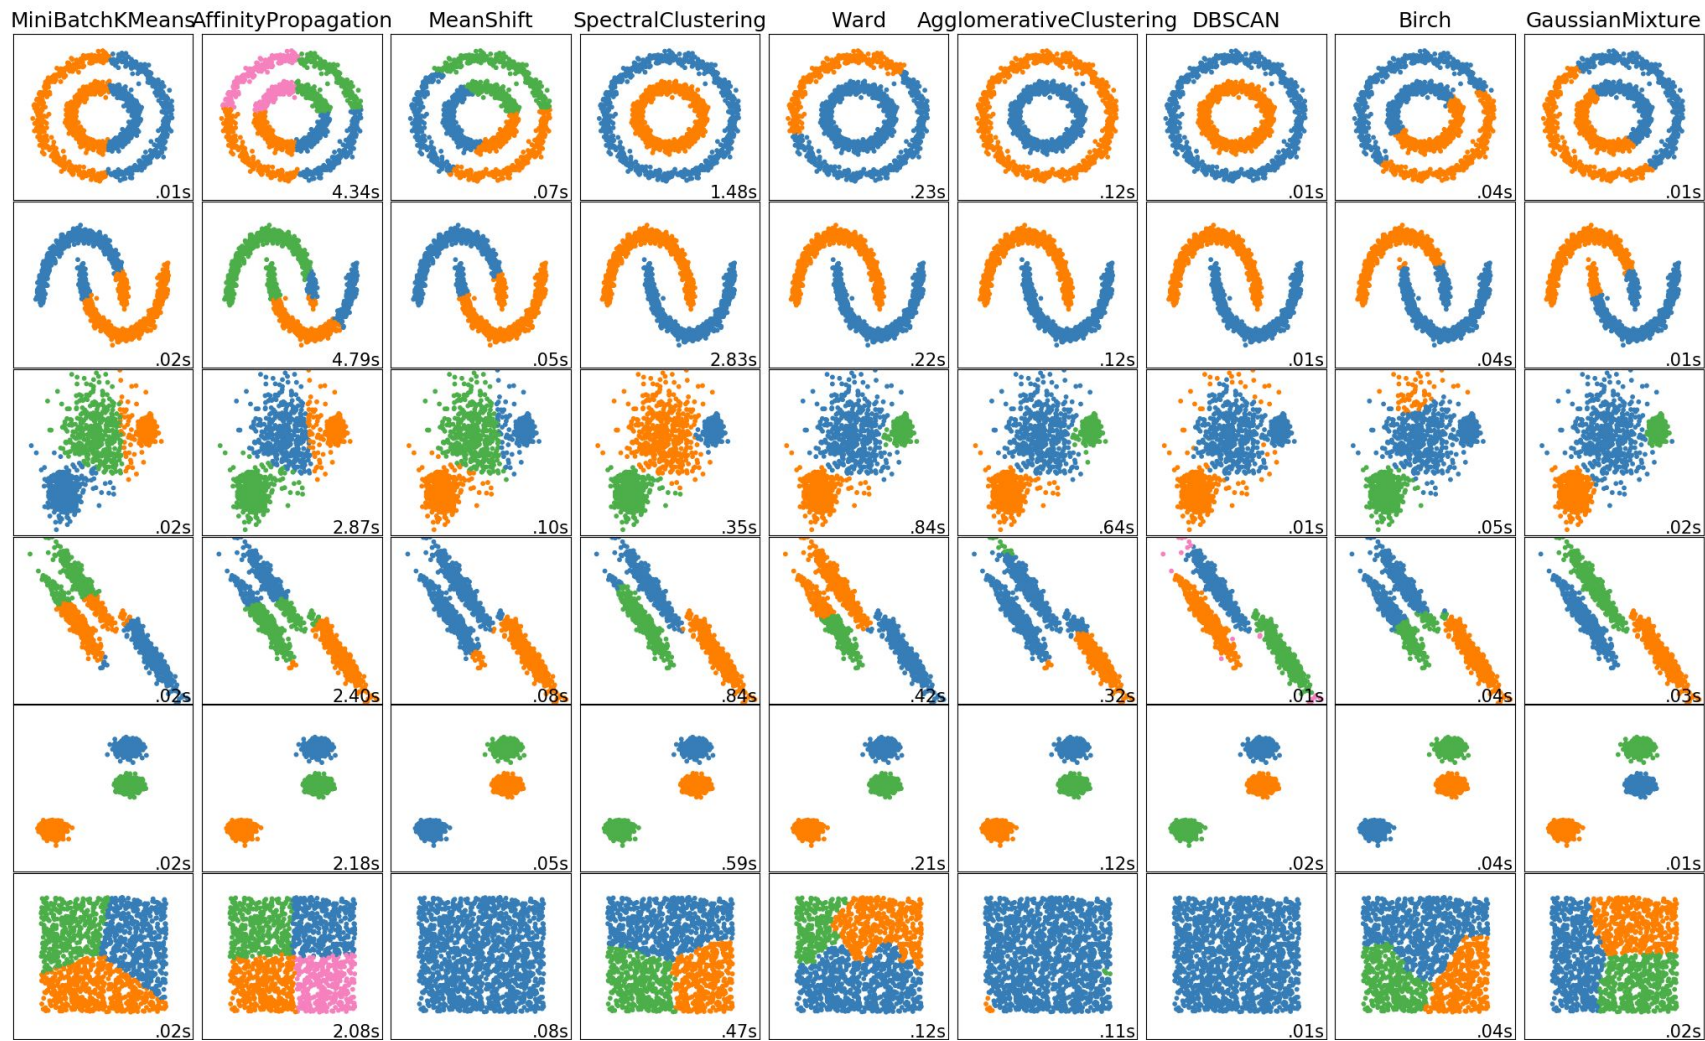 MiniBatchKMeans AffinityPropagation MeanShift SpectralClustering Ward AgglomerativeClustering DBSCAN Birch GaussianMixture
.01s 4.34s .07s 1.48s .23s .12s .01s .04s .01s
.02s 4.79s .05s 2.83s .22s .12s .01s .04s .01s
.02s 2.87s .10s .35s .84s .64s .01s .05s .02s
.02s 2.40s .08s .84s .42s .32s .01s .04s .03s
.02s 2.18s .05s .59s .21s .12s .02s .04s .01s
.02s 2.08s .08s .47s .12s .11s .01s .04s .02s